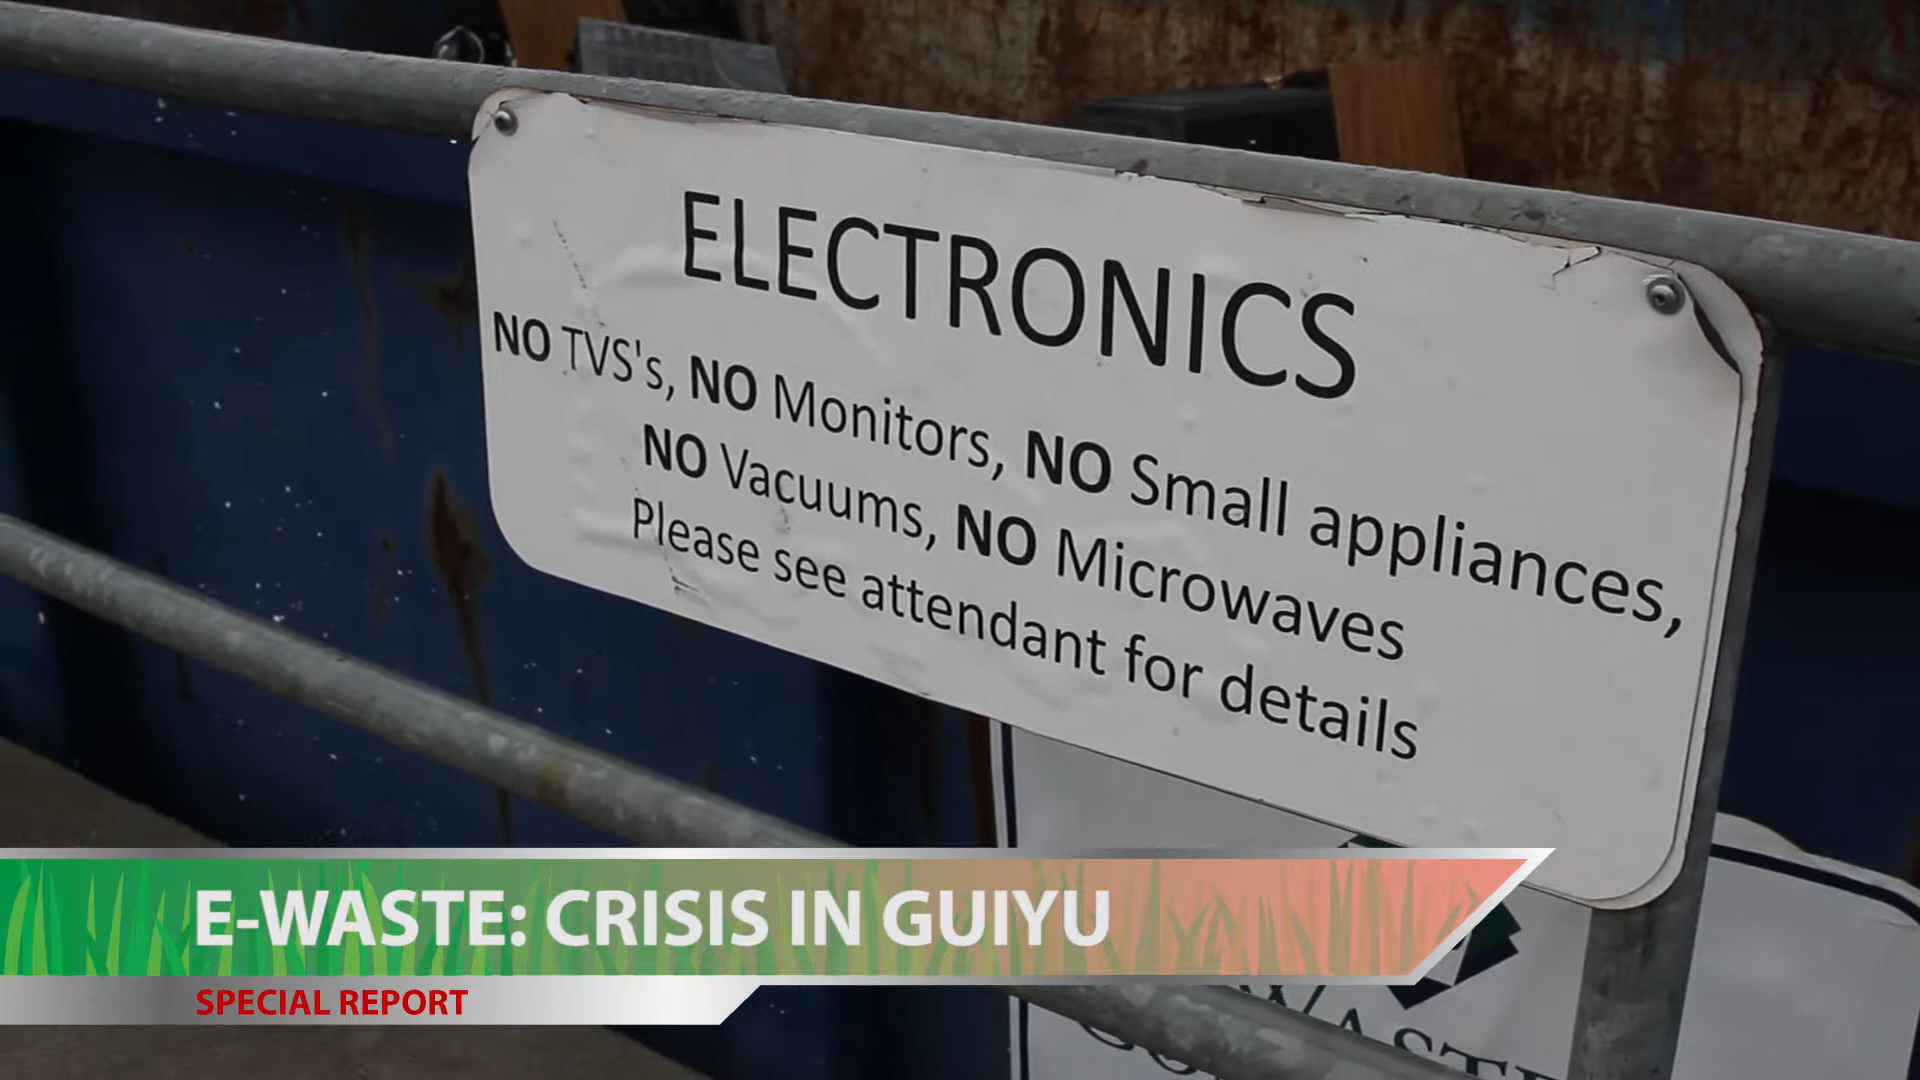 ELECTRONICS
NO TVS's, NO Monitors, NO Small appliances,
NO Vacuums, NO Microwaves
Please see attendant for details
E-WASTE: CRISIS IN GUIYU
SPECIAL REPORT